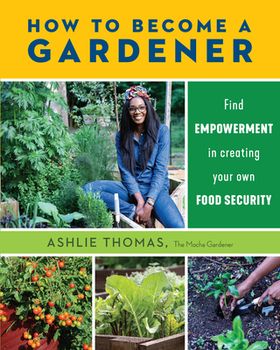 HOW TO BECOME A
GARDENER
Find
EMPOWERMENT
in creating
your own
FOOD SECURITY
ASHLIE THOMAS, The Mocha Gardener